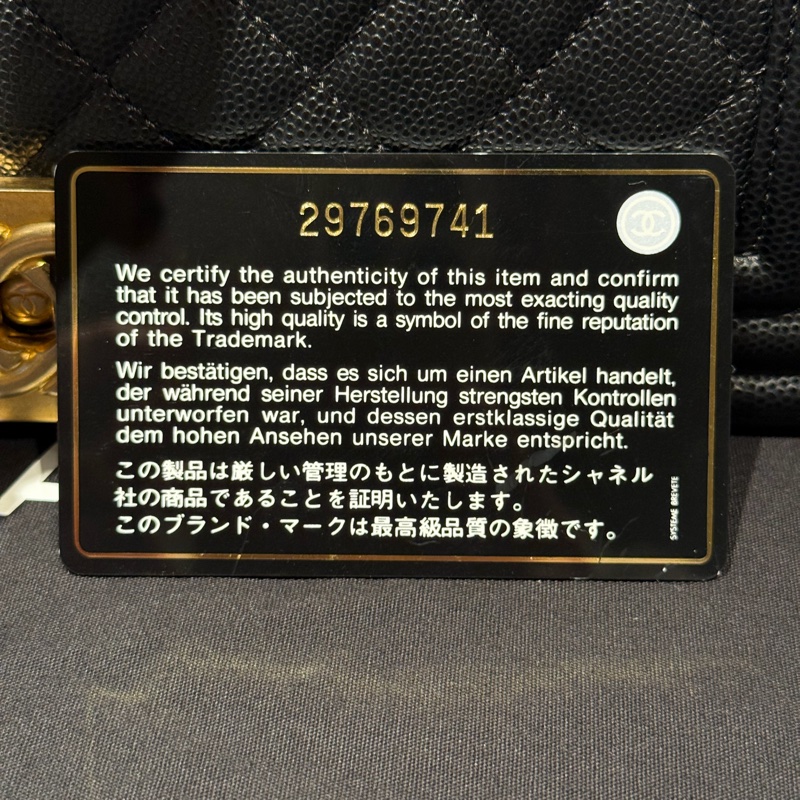 29769741
We certify the authenticity of this item and confirm
that it has been subjected to the most exacting quality
control. Its high quality is a symbol of the fine reputation
of the Trademark.
Wir bestätigen, dass es sich um einen Artikel handelt,
der während seiner Herstellung strengsten Kontrollen
unterworfen war, und dessen erstklassige Qualität
dem hohen Ansehen unserer Marke entspricht.
この製品は厳しい管理のもとに製造されたシャネル
社の商品であることを証明いたします。
このブランド・マークは最高級品質の象徴です。
SYSTEME BREVETE